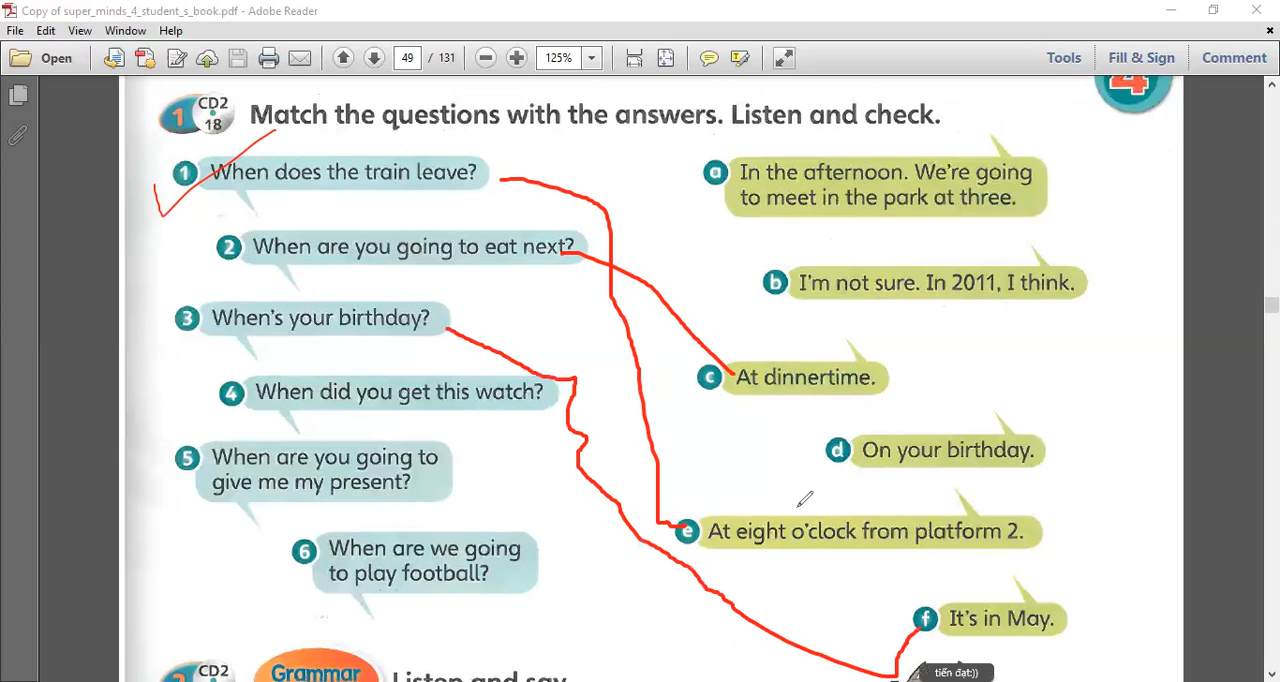 Copy of super_minds_4_student_s_book.pdf - Adobe Reader
File Edit View Window Help
Open 49 / 131 125% Tools Fill & Sign Comment
4
1 CD2 18 Match the questions with the answers. Listen and check.
1 When does the train leave?
2 When are you going to eat next?
3 When's your birthday?
4 When did you get this watch?
5 When are you going to
give me my present?
6 When are we going
to play football?
a In the afternoon. We're going
to meet in the park at three.
b I'm not sure. In 2011, I think.
c At dinnertime.
d On your birthday.
e At eight o'clock from platform 2.
f It's in May.
tiến đạt:))
CD2
Grammar
Listen and say